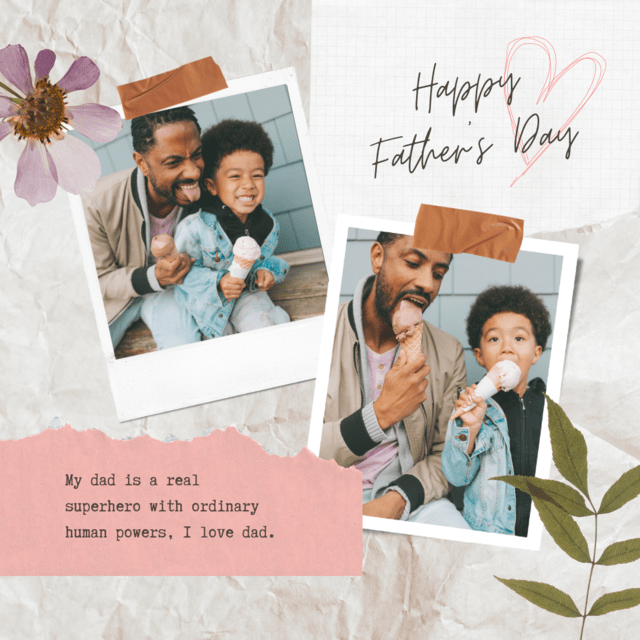 Happy
Father's Day
My dad is a real
superhero with ordinary
human powers, I love dad.